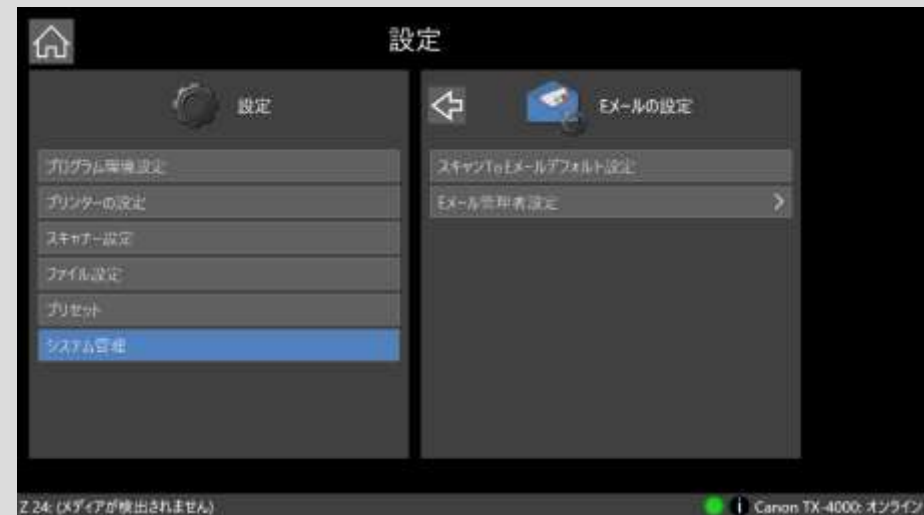 設定
設定
プログラム環境設定
プリンターの設定
スキャナー設定
ファイル設定
プリセット
システム管理
Eメールの設定
スキャンToEメールデフォルト設定
Eメール管理者設定
Z 24: (メディアが検出されません)
Canon TX-4000: オンライン